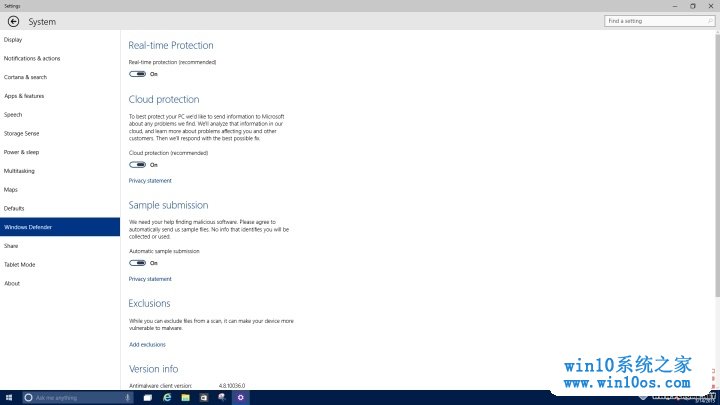 Settings
System
Find a setting
Display
Notifications & actions
Cortana & search
Apps & features
Speech
Storage Sense
Power & sleep
Multitasking
Maps
Defaults
Windows Defender
Share
Tablet Mode
About
Real-time Protection
Real-time protection (recommended)
On
Cloud protection
To best protect your PC we'd like to send information to Microsoft
about any problems we find. We'll analyze that information in our
cloud, and learn more about problems affecting you and other
customers. Then we'll respond with the best possible fix.
Cloud protection (recommended)
On
Privacy statement
Sample submission
We need your help finding malicious software. Please agree to
automatically send us sample files. No info that identifies you will be
collected or used.
Automatic sample submission
On
Privacy statement
Exclusions
While you can exclude files from a scan, it can make your device more
vulnerable to malware.
Add exclusions
Version info
Antimalware client version: 4.8.10036.0
Ask me anything
win10系统之家
www.win10os.com